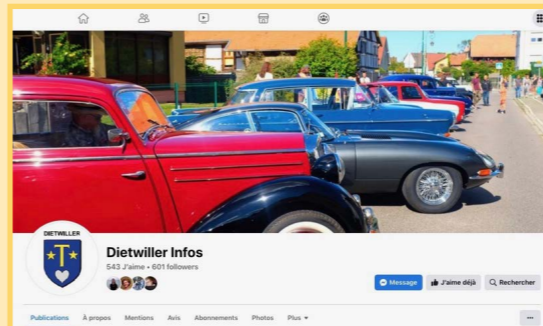 DIETWILLER
Dietwiller Infos
543 J'aime • 601 followers
Message
J'aime déjà
Rechercher
Publications
À propos
Mentions
Avis
Abonnements
Photos
Plus